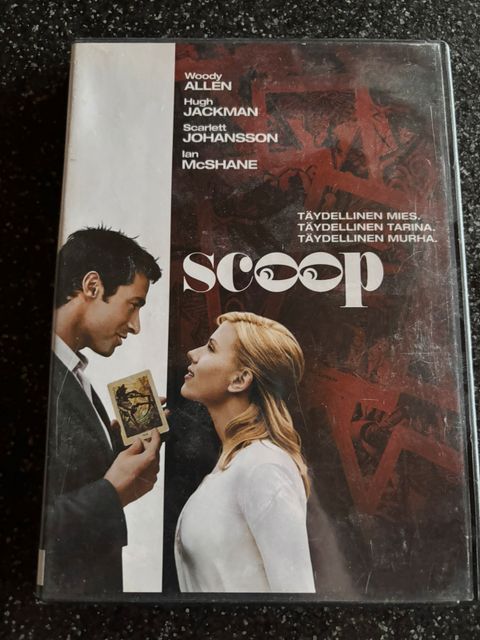 Woody
ALLEN
Hugh
JACKMAN
Scarlett
JOHANSSON
Ian
McSHANE
TÄYDELLINEN MIES.
TÄYDELLINEN TARINA.
TÄYDELLINEN MURHA.
scoop